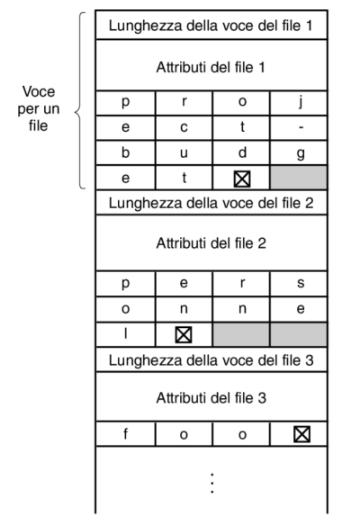 Lunghezza della voce del file 1
Attributi del file 1
Voce
per un
file
p r o j
e c t -
b u d g
e t
Lunghezza della voce del file 2
Attributi del file 2
p e r s
o n n e
l
Lunghezza della voce del file 3
Attributi del file 3
f o o